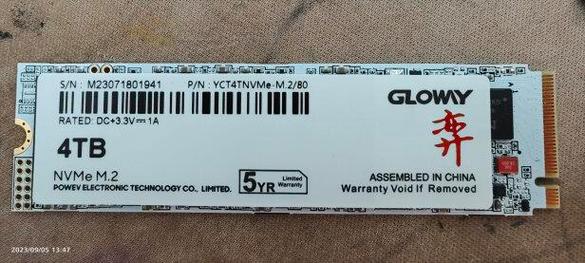 S/N : M23071801941
P/N : YCT4TNVMe-M.2/80
GLOWAY
弈
RATED: DC+3.3V⎓1A
4TB
NVMe M.2
POWEV ELECTRONIC TECHNOLOGY CO., LIMITED.
5YR Limited Warranty
ASSEMBLED IN CHINA
Warranty Void If Removed
2023/09/05 13:47